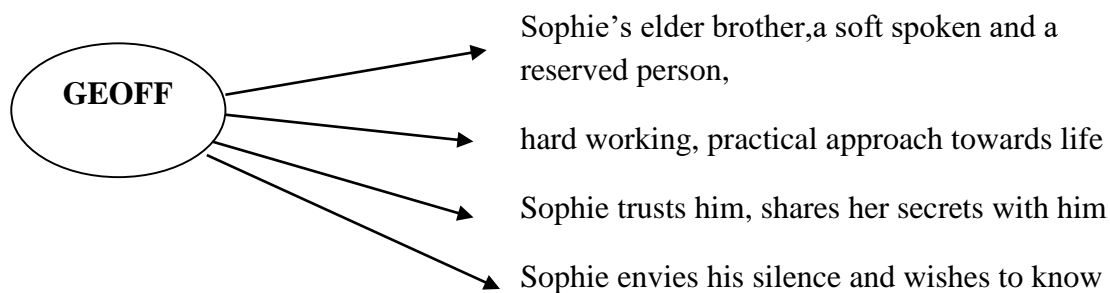 Sophie’s elder brother,a soft spoken and a
reserved person,
GEOFF
hard working, practical approach towards life
Sophie trusts him, shares her secrets with him
Sophie envies his silence and wishes to know